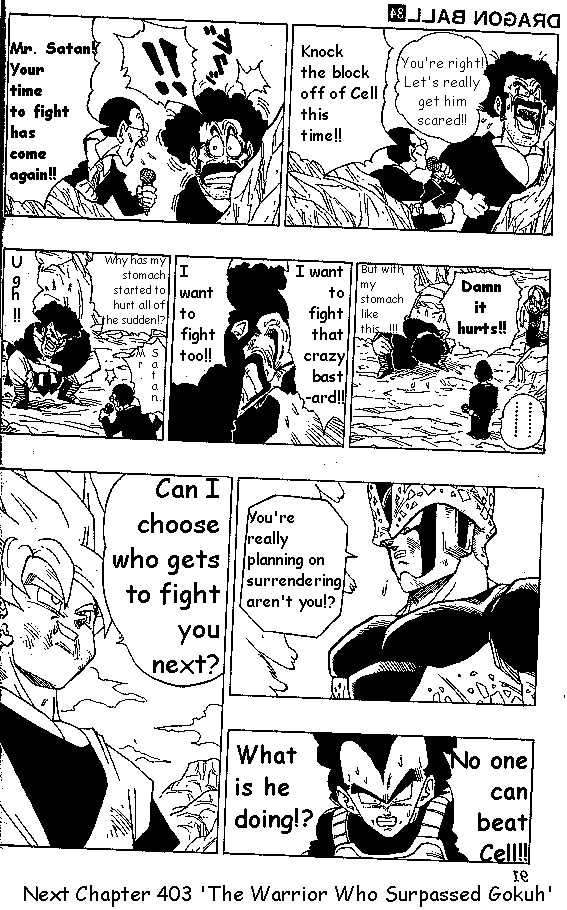 DRAGON BALL 34
Mr. Satan!
Your
time
to fight
has
come
again!!
!!
Knock
the block
off of Cell
this
time!!
You're right!
Let's really
get him
scared!!
Ugh!!
Why has my
stomach
started to
hurt all of
the sudden!?
Satan
I
want
to
fight
too!!
I want
to
fight
that
crazy
bast
-ard!!
But with
my
stomach
like
this...!!!
Damn
it
hurts!!
Can I
choose
who gets
to fight
you
next?
You're
really
planning on
surrendering
aren't you!?
What
is he
doing!?
No one
can
beat
Cell!!
Next Chapter 403 'The Warrior Who Surpassed Gokuh'